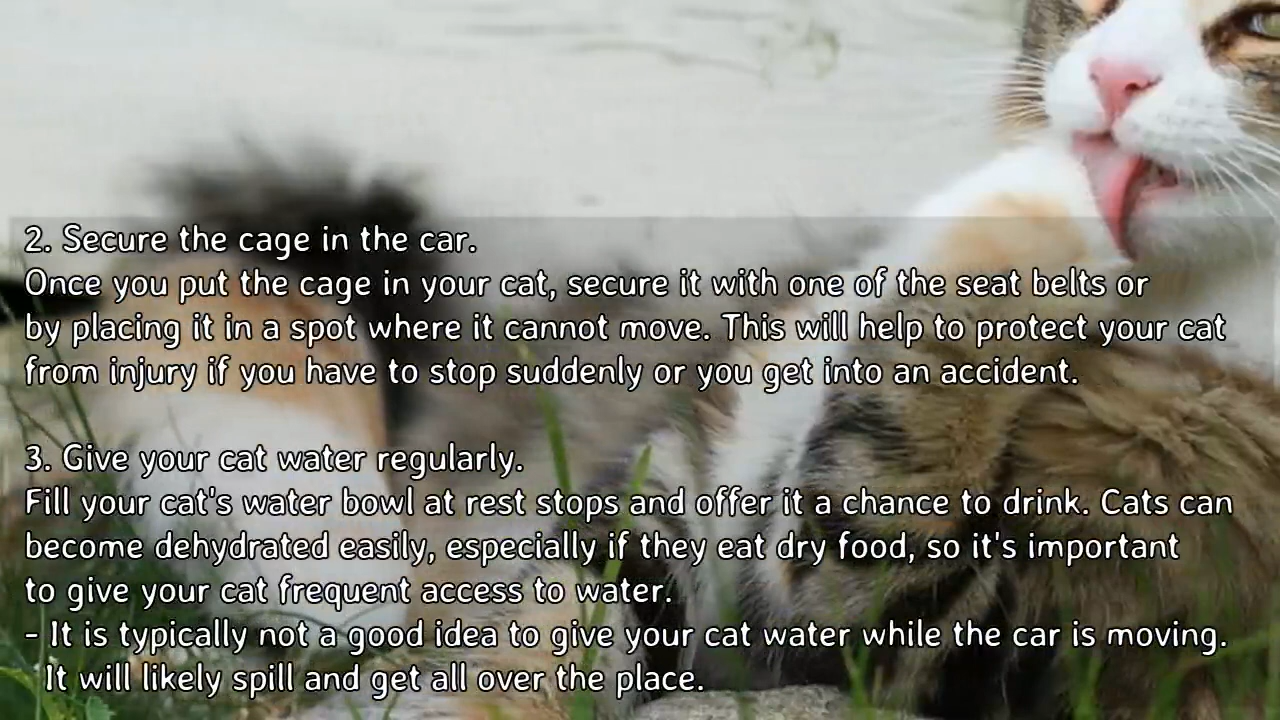 2. Secure the cage in the car.
Once you put the cage in your cat, secure it with one of the seat belts or
by placing it in a spot where it cannot move. This will help to protect your cat
from injury if you have to stop suddenly or you get into an accident.
3. Give your cat water regularly.
Fill your cat's water bowl at rest stops and offer it a chance to drink. Cats can
become dehydrated easily, especially if they eat dry food, so it's important
to give your cat frequent access to water.
- It is typically not a good idea to give your cat water while the car is moving.
It will likely spill and get all over the place.